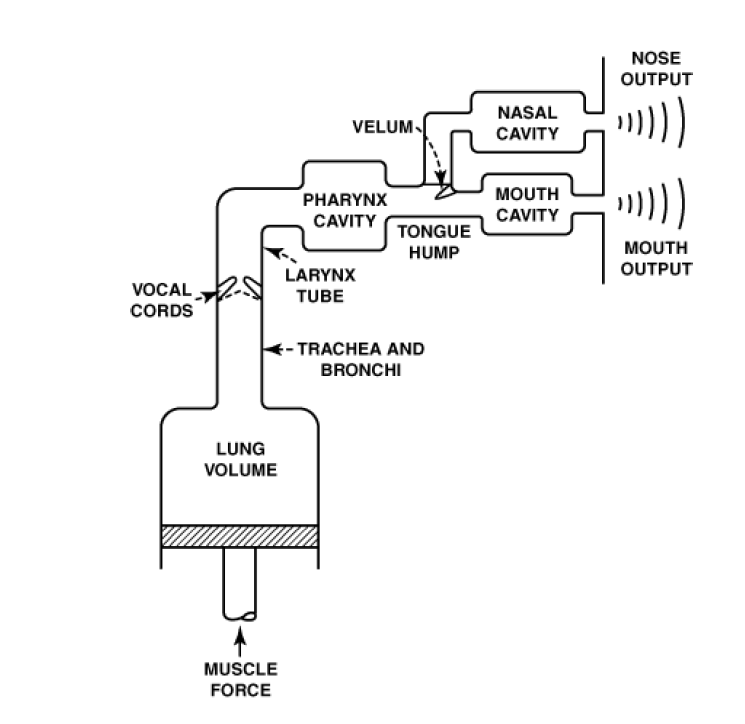 NOSE
OUTPUT
NASAL
CAVITY
VELUM
PHARYNX
CAVITY
MOUTH
CAVITY
TONGUE
HUMP
MOUTH
OUTPUT
LARYNX
TUBE
VOCAL
CORDS
TRACHEA AND
BRONCHI
LUNG
VOLUME
MUSCLE
FORCE